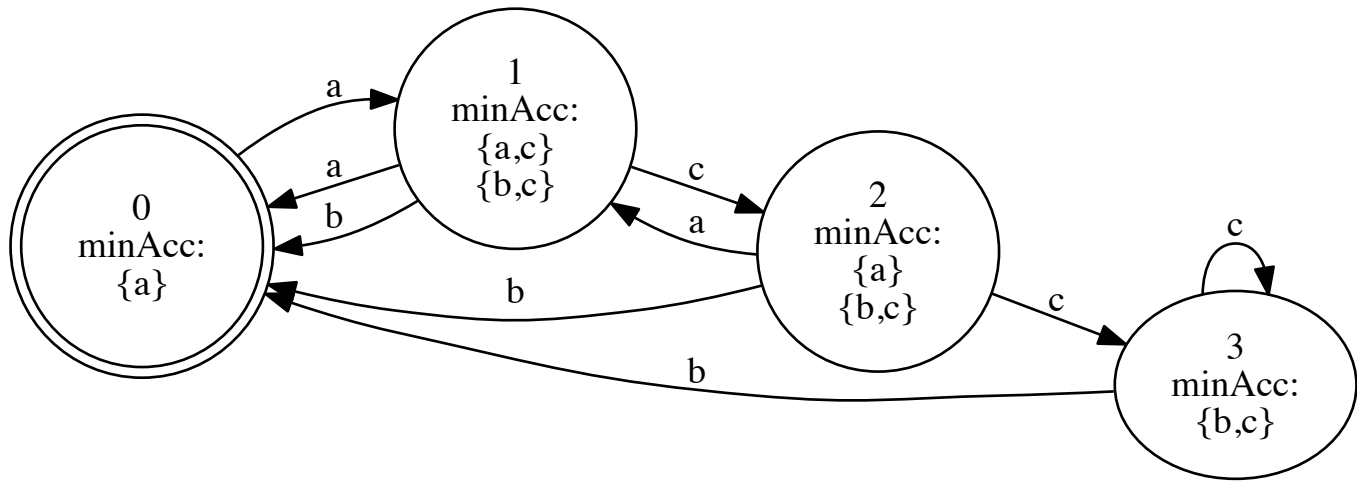 0
minAcc:
{a}
a
a
b
1
minAcc:
{a,c}
{b,c}
c
a
b
b
2
minAcc:
{a}
{b,c}
c
c
3
minAcc:
{b,c}